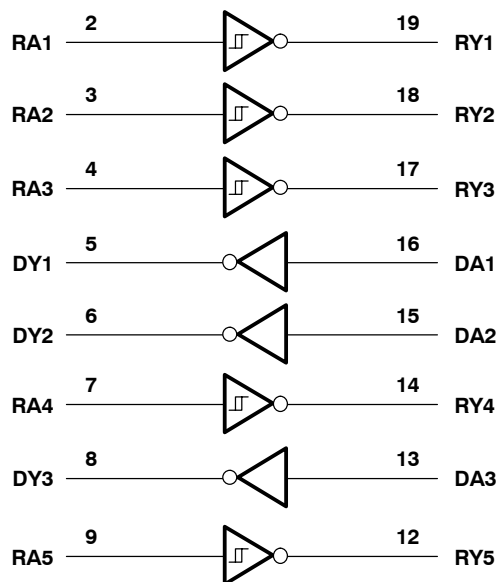 RA1 2 19 RY1
RA2 3 18 RY2
RA3 4 17 RY3
DY1 5 16 DA1
DY2 6 15 DA2
RA4 7 14 RY4
DY3 8 13 DA3
RA5 9 12 RY5